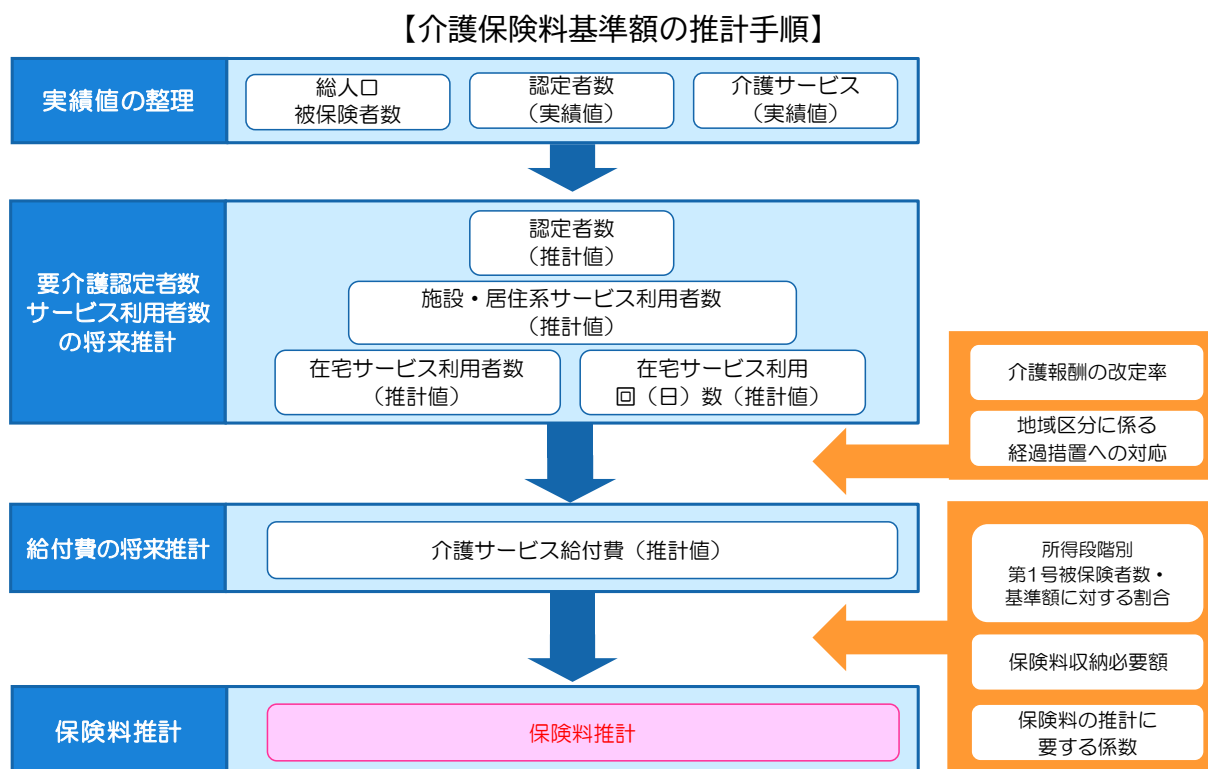 【介護保険料基準額の推計手順】
実績値の整理
総人口
被保険者数
認定者数
（実績値）
介護サービス
（実績値）
要介護認定者数
サービス利用者数
の将来推計
認定者数
（推計値）
施設・居住系サービス利用者数
（推計値）
在宅サービス利用者数
（推計値）
在宅サービス利用
回（日）数（推計値）
介護報酬の改定率
地域区分に係る
経過措置への対応
給付費の将来推計
介護サービス給付費（推計値）
所得段階別
第1号被保険者数・
基準額に対する割合
保険料収納必要額
保険料の推計に
要する係数
保険料推計
保険料推計